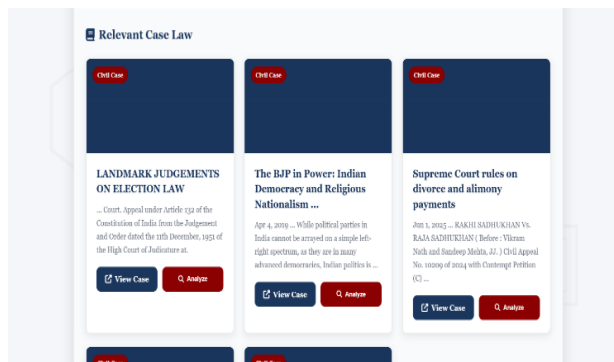 Relevant Case Law
Civil Case
LANDMARK JUDGEMENTS
ON ELECTION LAW
... Court. Appeal under Article 132 of the
Constitution of India from the Judgement
and Order dated the 11th December, 1951 of
the High Court of Judicature at.
View Case
Analyze
Civil Case
The BJP in Power: Indian
Democracy and Religious
Nationalism ...
Apr 4, 2019 ... While political parties in
India cannot be arrayed on a simple left-
right spectrum, as they are in many
advanced democracies, Indian politics is ...
View Case
Analyze
Civil Case
Supreme Court rules on
divorce and alimony
payments
Jun 1, 2025 ... RAKHI SADHUKHAN Vs.
RAJA SADHUKHAN ( Before : Vikram
Nath and Sandeep Mehta, JJ. ) Civil Appeal
No. 10209 of 2024 with Contempt Petition
(C) ...
View Case
Analyze